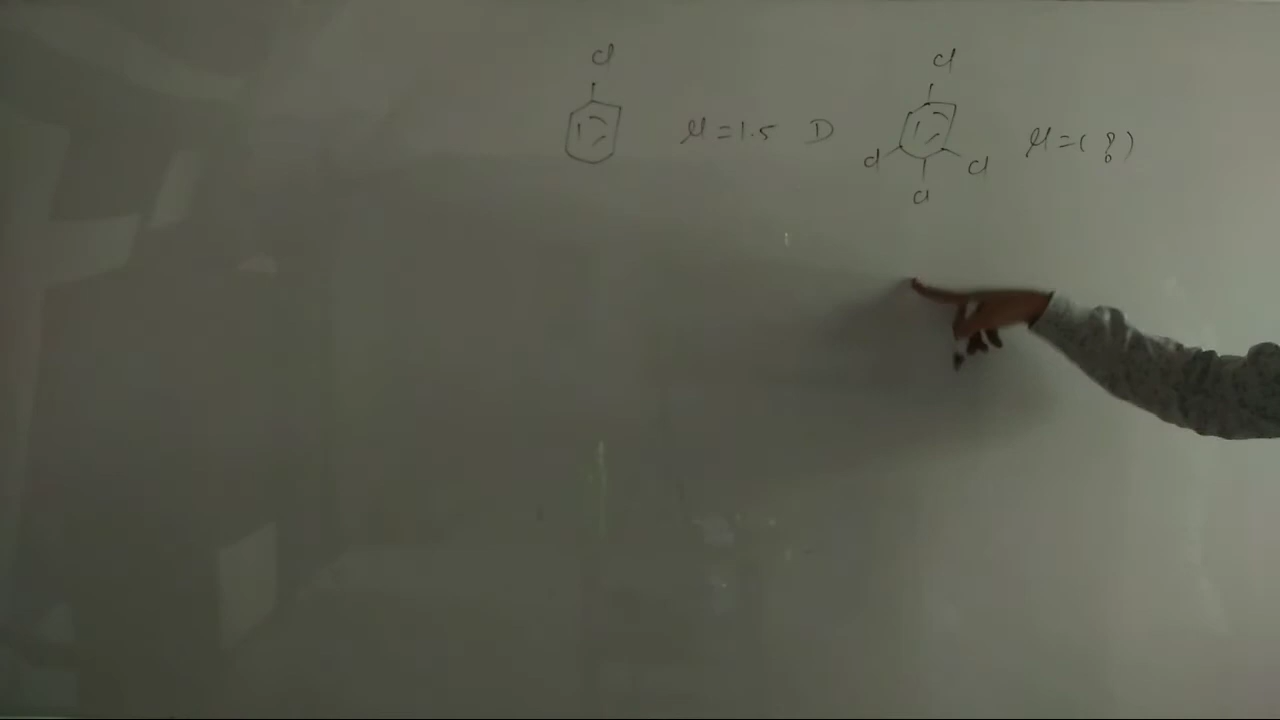 Cl Cl
μ = 1.5 D μ = ( ? )
Cl Cl
Cl